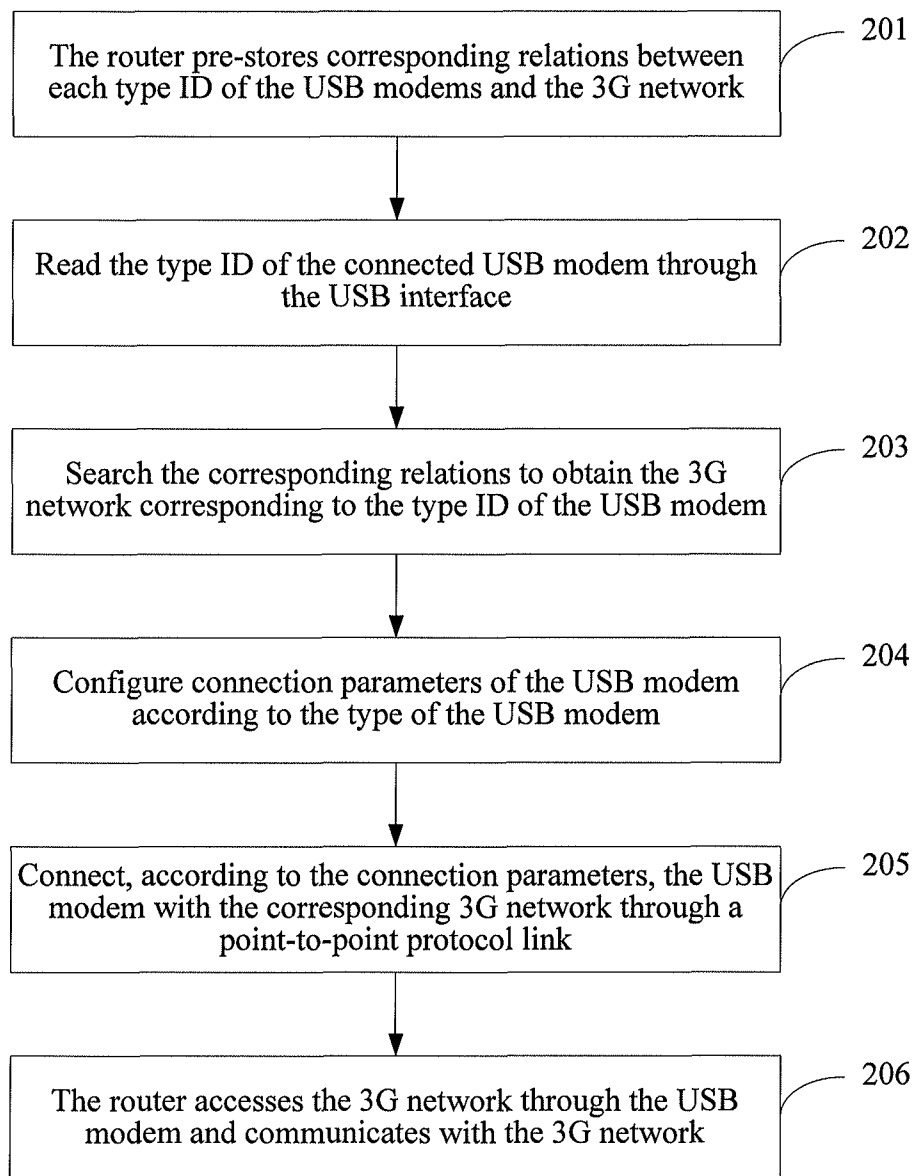 The router pre-stores corresponding relations between
each type ID of the USB modems and the 3G network
201
Read the type ID of the connected USB modem through
the USB interface
202
Search the corresponding relations to obtain the 3G
network corresponding to the type ID of the USB modem
203
Configure connection parameters of the USB modem
according to the type of the USB modem
204
Connect, according to the connection parameters, the USB
modem with the corresponding 3G network through a
point-to-point protocol link
205
The router accesses the 3G network through the USB
modem and communicates with the 3G network
206